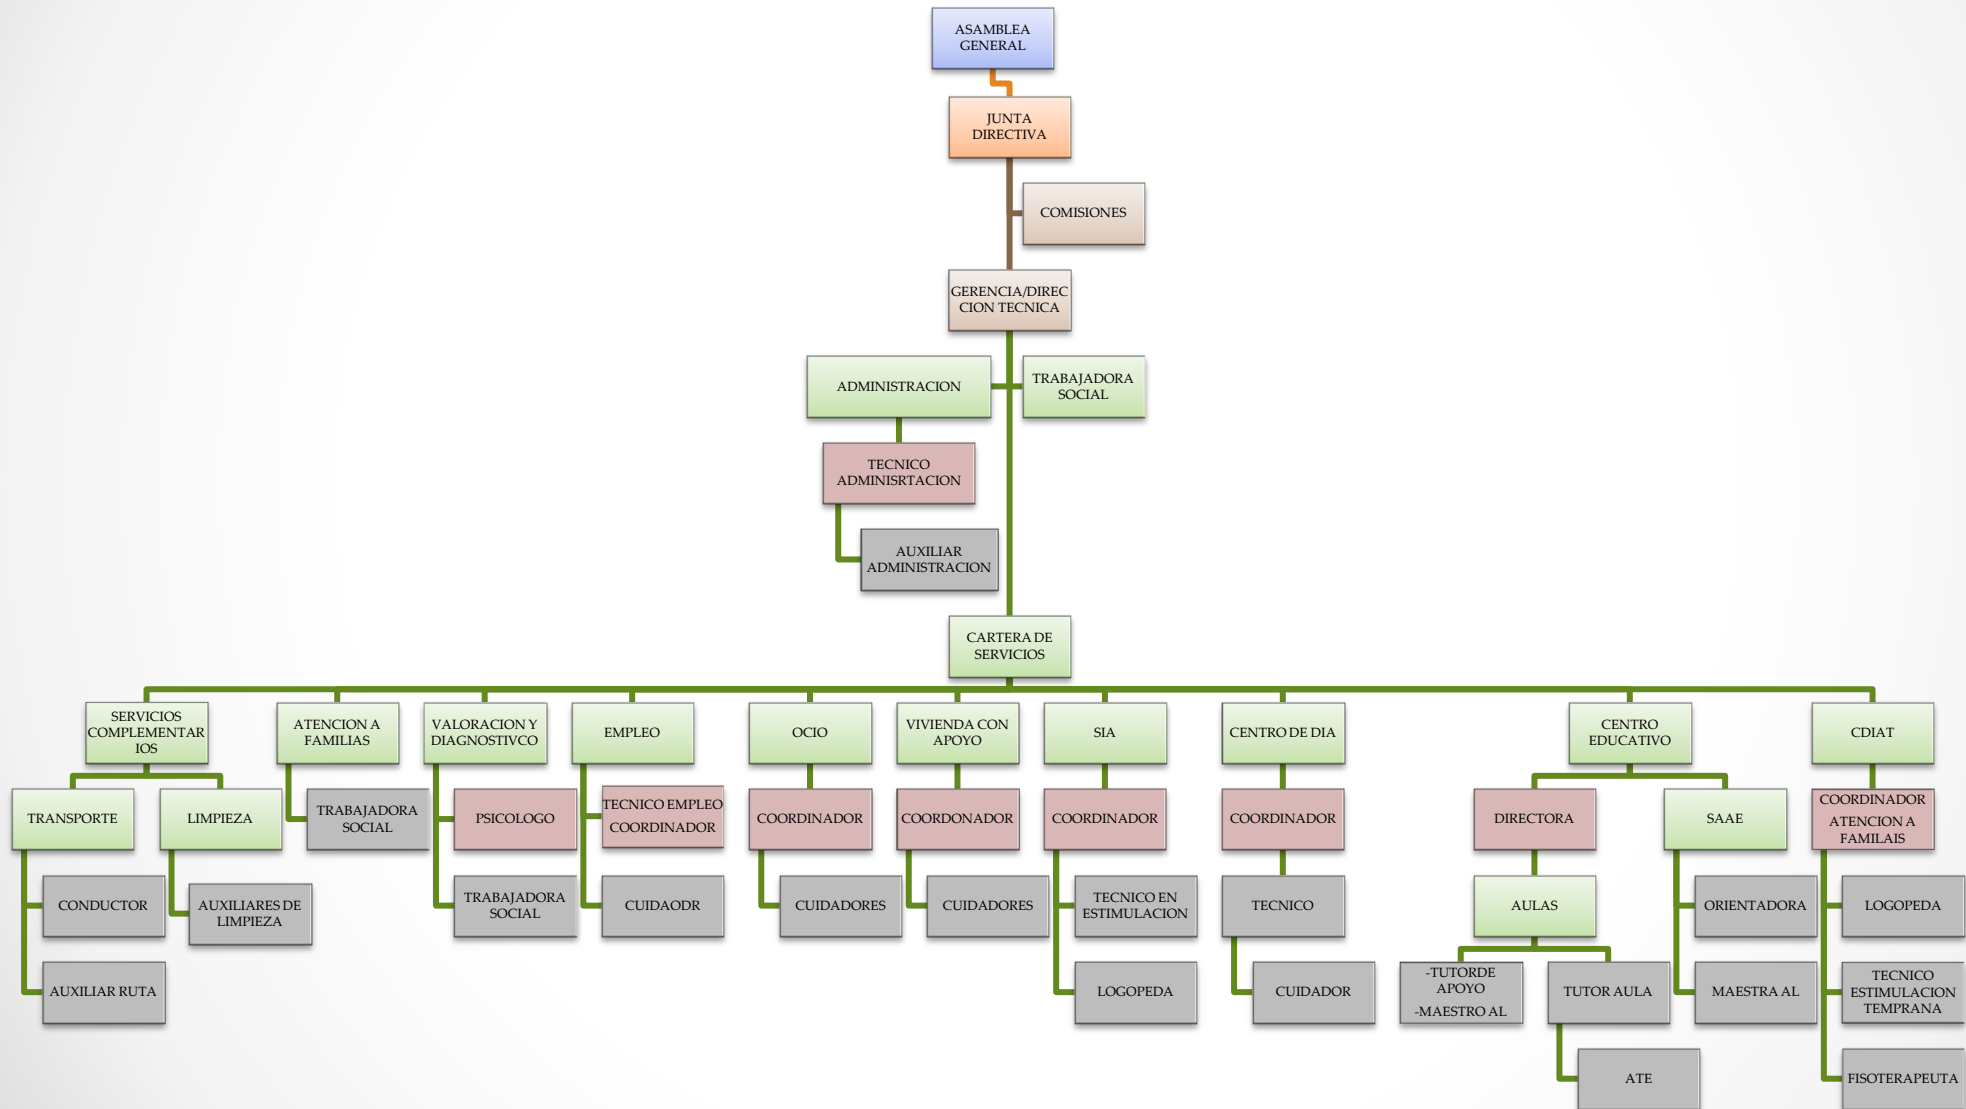 ASAMBLEA
GENERAL
JUNTA
DIRECTIVA
COMISIONES
GERENCIA/DIREC
CION TECNICA
ADMINISTRACION
TRABAJADORA
SOCIAL
TECNICO
ADMINISRTACION
AUXILIAR
ADMINISTRACION
CARTERA DE
SERVICIOS
SERVICIOS
COMPLEMENTAR
IOS
ATENCION A
FAMILIAS
VALORACION Y
DIAGNOSTIVCO
EMPLEO
OCIO
VIVIENDA CON
APOYO
SIA
CENTRO DE DIA
CENTRO
EDUCATIVO
CDIAT
TRANSPORTE
LIMPIEZA
TRABAJADORA
SOCIAL
PSICOLOGO
TECNICO EMPLEO
COORDINADOR
COORDINADOR
COORDONADOR
COORDINADOR
COORDINADOR
DIRECTORA
SAAE
COORDINADOR
ATENCION A
FAMILAIS
CONDUCTOR
AUXILIARES DE
LIMPIEZA
TRABAJADORA
SOCIAL
CUIDAODR
CUIDADORES
CUIDADORES
TECNICO EN
ESTIMULACION
TECNICO
AULAS
ORIENTADORA
LOGOPEDA
AUXILIAR RUTA
LOGOPEDA
CUIDADOR
-TUTORDE
APOYO
-MAESTRO AL
TUTOR AULA
MAESTRA AL
TECNICO
ESTIMULACION
TEMPRANA
ATE
FISOTERAPEUTA